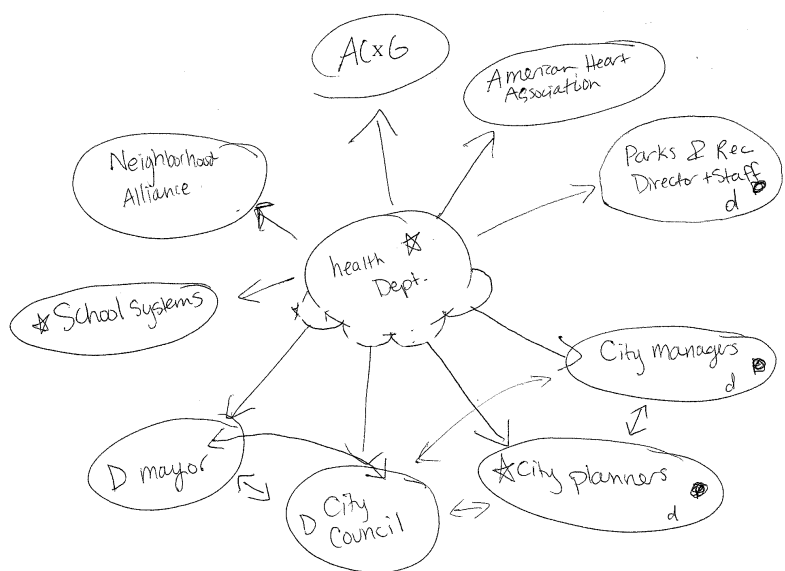 ACxG
American Heart
Association
Neighborhood
Alliance
Parks & Rec
Director + Staff
d
health
Dept.
School systems
City managers
d
D mayor
D City
Council
City planners
d